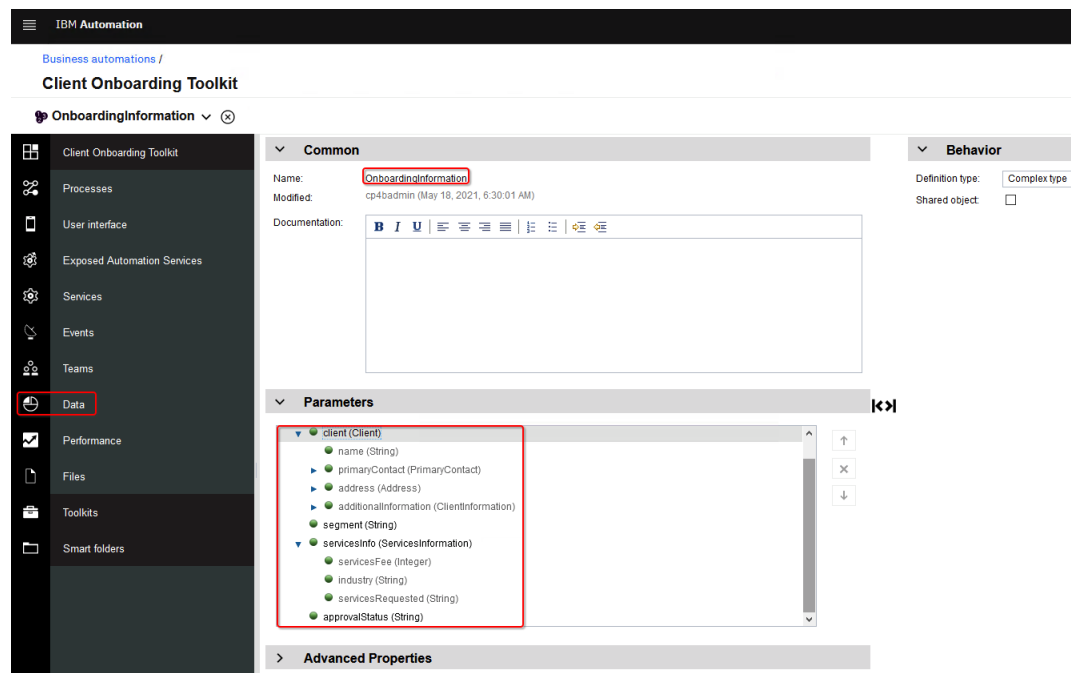 IBM Automation
Business automations /
Client Onboarding Toolkit
OnboardingInformation
Client Onboarding Toolkit
Processes
User interface
Exposed Automation Services
Services
Events
Teams
Data
Performance
Files
Toolkits
Smart folders
Common
Name: OnboardingInformation
Modified: cp4badmin (May 18, 2021, 6:30:01 AM)
Documentation:
B I U
Parameters
client (Client)
name (String)
primaryContact (PrimaryContact)
address (Address)
additionalInformation (ClientInformation)
segment (String)
servicesInfo (ServicesInformation)
servicesFee (Integer)
industry (String)
servicesRequested (String)
approvalStatus (String)
Advanced Properties
Behavior
Definition type: Complex type
Shared object: